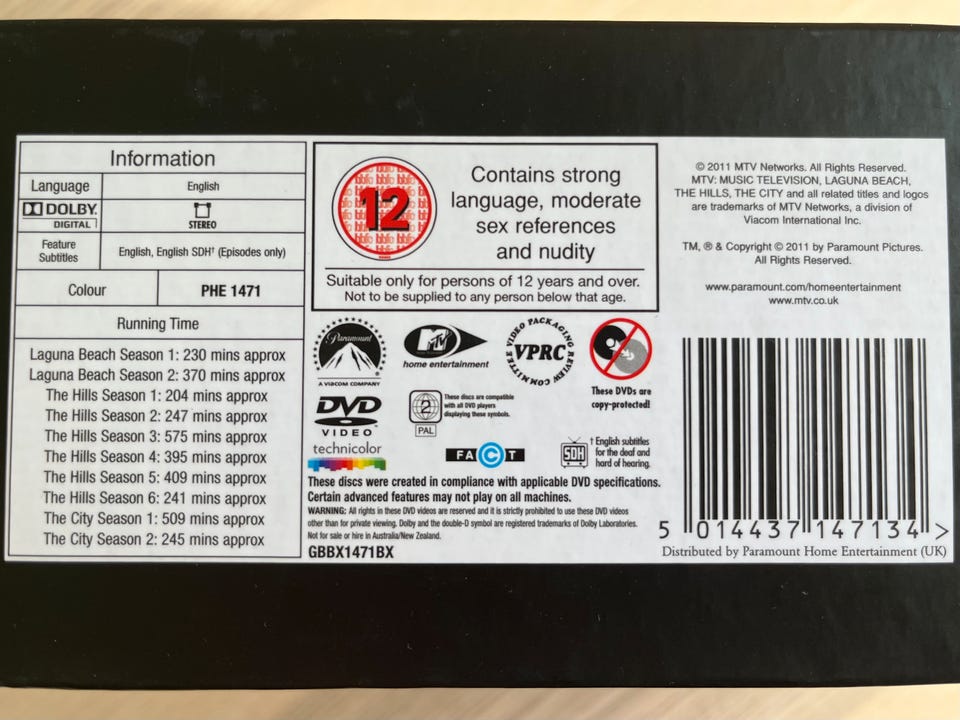 Information
Language English
DOLBY DIGITAL STEREO
Feature Subtitles English, English SDH† (Episodes only)
Colour PHE 1471
Running Time
Laguna Beach Season 1: 230 mins approx
Laguna Beach Season 2: 370 mins approx
The Hills Season 1: 204 mins approx
The Hills Season 2: 247 mins approx
The Hills Season 3: 575 mins approx
The Hills Season 4: 395 mins approx
The Hills Season 5: 409 mins approx
The Hills Season 6: 241 mins approx
The City Season 1: 509 mins approx
The City Season 2: 245 mins approx
12
Contains strong
language, moderate
sex references
and nudity
Suitable only for persons of 12 years and over.
Not to be supplied to any person below that age.
Paramount
A VIACOM COMPANY
MTV
home entertainment
VIDEO PACKAGING REVIEW COMMITTEE
VPRC
These DVDs are
copy-protected!
DVD
VIDEO
2
PAL
These discs are compatible
with all DVD players
displaying these symbols.
technicolor
FACT
SDH
† English subtitles
for the deaf and
hard of hearing.
These discs were created in compliance with applicable DVD specifications.
Certain advanced features may not play on all machines.
WARNING: All rights in these DVD videos are reserved and it is strictly prohibited to use these DVD videos
other than for private viewing. Dolby and the double-D symbol are registered trademarks of Dolby Laboratories.
Not for sale or hire in Australia/New Zealand.
GBBX1471BX
© 2011 MTV Networks. All Rights Reserved.
MTV: MUSIC TELEVISION, LAGUNA BEACH,
THE HILLS, THE CITY and all related titles and logos
are trademarks of MTV Networks, a division of
Viacom International Inc.
TM, ® & Copyright © 2011 by Paramount Pictures.
All Rights Reserved.
www.paramount.com/homeentertainment
www.mtv.co.uk
5 014437 147134 >
Distributed by Paramount Home Entertainment (UK)